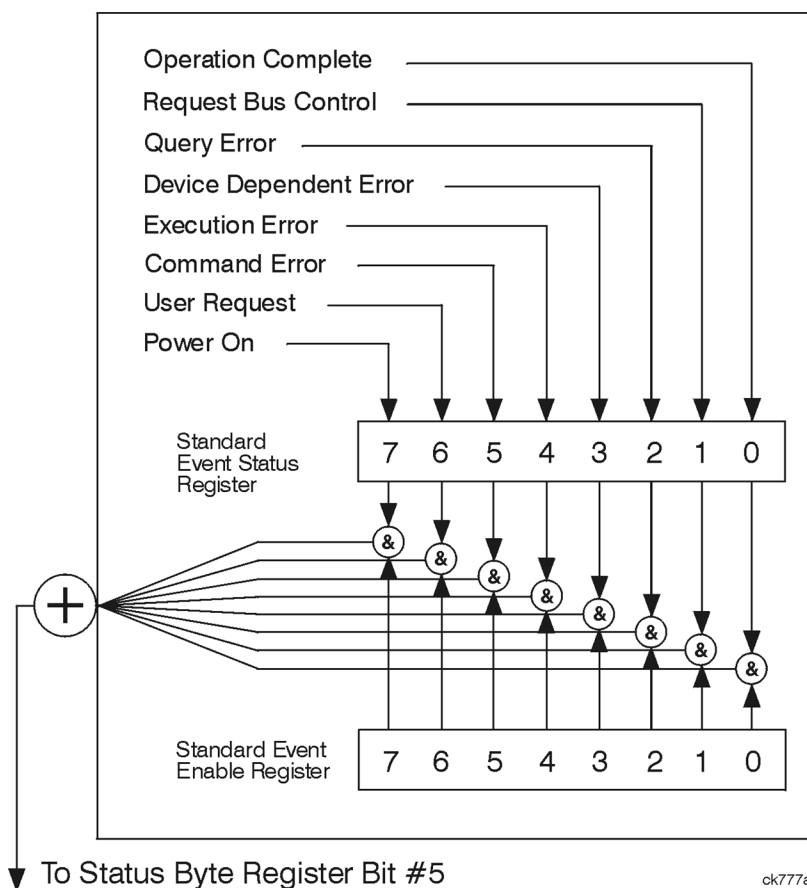 Operation Complete
Request Bus Control
Query Error
Device Dependent Error
Execution Error
Command Error
User Request
Power On
Standard
Event Status
Register
7 6 5 4 3 2 1 0
&
&
&
&
&
&
&
&
+
Standard Event
Enable Register
7 6 5 4 3 2 1 0
To Status Byte Register Bit #5
ck777a